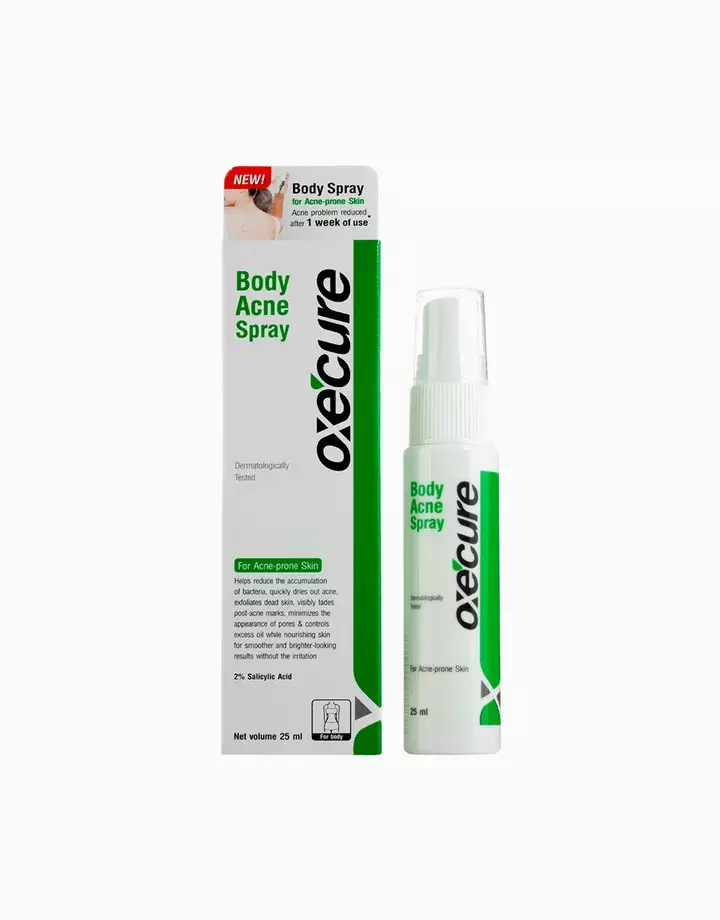 NEW!
Body Spray
for Acne-prone Skin
Acne problem reduced
after 1 week of use*
Body
Acne
Spray
oxe'cure
Dermatologically
Tested
For Acne-prone Skin
Helps reduce the accumulation
of bacteria, quickly dries out acne,
exfoliates dead skin, visibly fades
post-acne marks, minimizes the
appearance of pores & controls
excess oil while nourishing skin
for smoother and brighter-looking
results without the irritation
2% Salicylic Acid
Net volume 25 ml
For body
Body
Acne
Spray
oxe'cure
Dermatologically
Tested
For Acne-prone Skin
25 ml